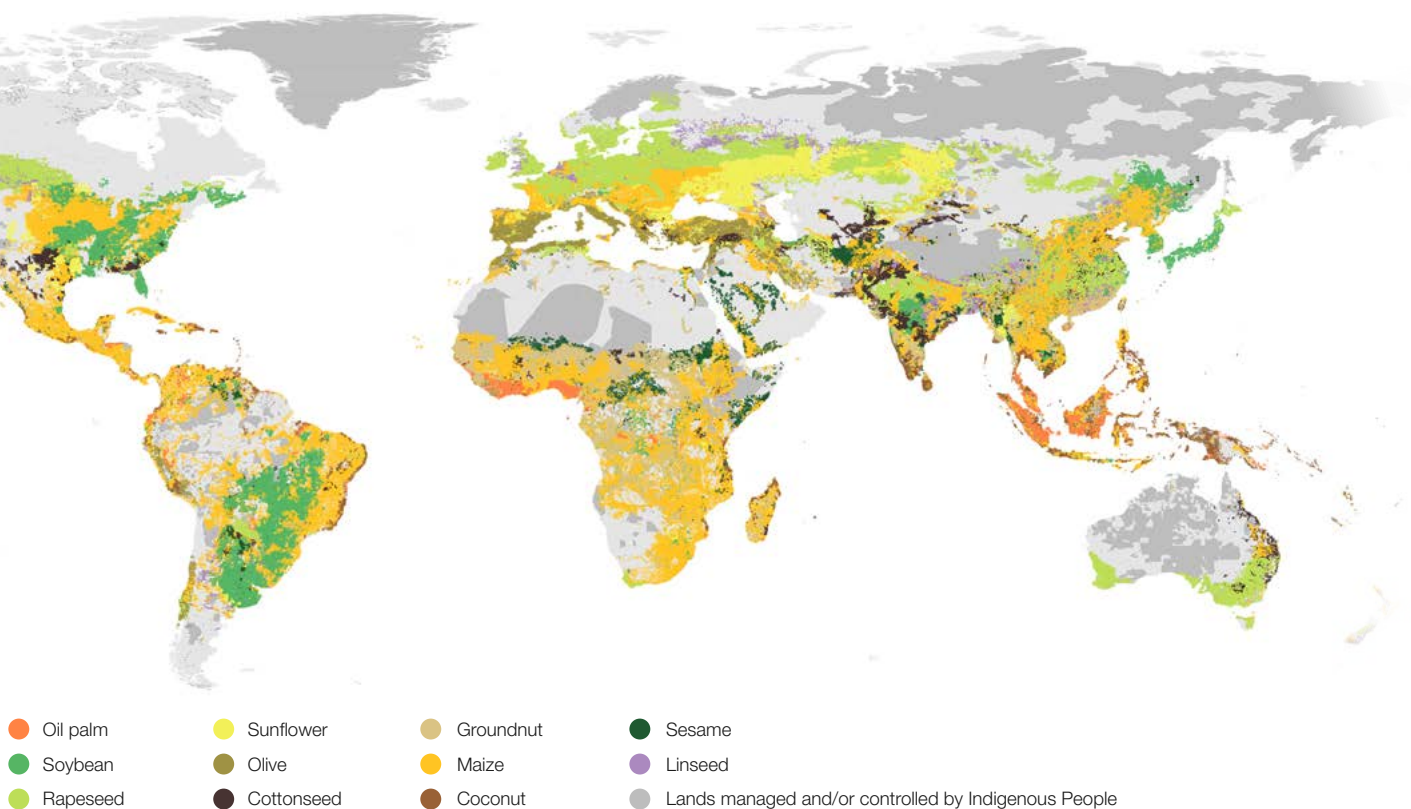 Oil palm Sunflower Groundnut Sesame
Soybean Olive Maize Linseed
Rapeseed Cottonseed Coconut Lands managed and/or controlled by Indigenous People